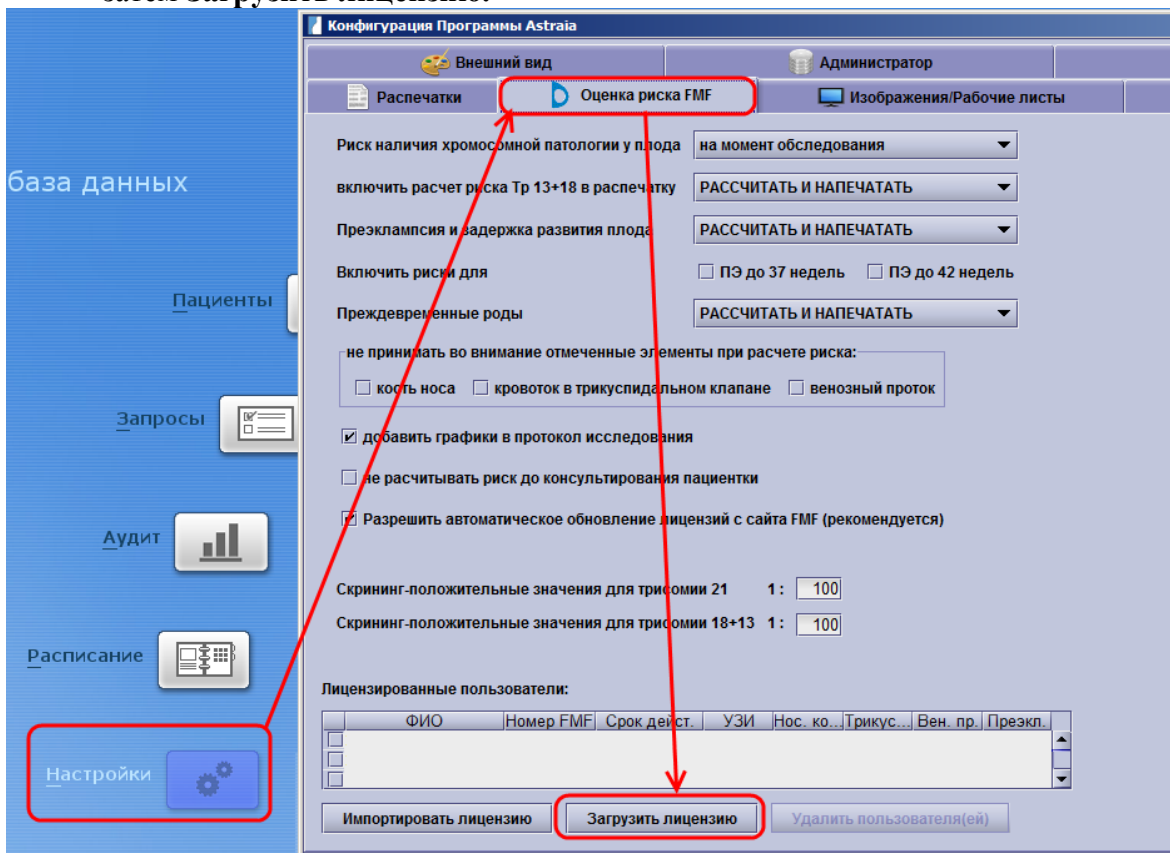 затем Загрузить лицензию.
Конфигурация Программы Astraia
Внешний вид
Администратор
Распечатки
Оценка риска FMF
Изображения/Рабочие листы
база данных
Пациенты
Запросы
Аудит
Расписание
Настройки
Риск наличия хромосомной патологии у плода на момент обследования
включить расчет риска Тр 13+18 в распечатку РАССЧИТАТЬ И НАПЕЧАТАТЬ
Преэклампсия и задержка развития плода РАССЧИТАТЬ И НАПЕЧАТАТЬ
Включить риски для ПЭ до 37 недель ПЭ до 42 недель
Преждевременные роды РАССЧИТАТЬ И НАПЕЧАТАТЬ
не принимать во внимание отмеченные элементы при расчете риска:
кость носа кровоток в трикуспидальном клапане венозный проток
добавить графики в протокол исследования
не расчитывать риск до консультирования пациентки
Разрешить автоматическое обновление лицензий с сайта FMF (рекомендуется)
Скрининг-положительные значения для трисомии 21 1: 100
Скрининг-положительные значения для трисомии 18+13 1: 100
Лицензированные пользователи:
ФИО Номер FMF Срок дейст. УЗИ Нос. ко... Трикус... Вен. пр. Преэкл.
Импортировать лицензию Загрузить лицензию Удалить пользователя(ей)